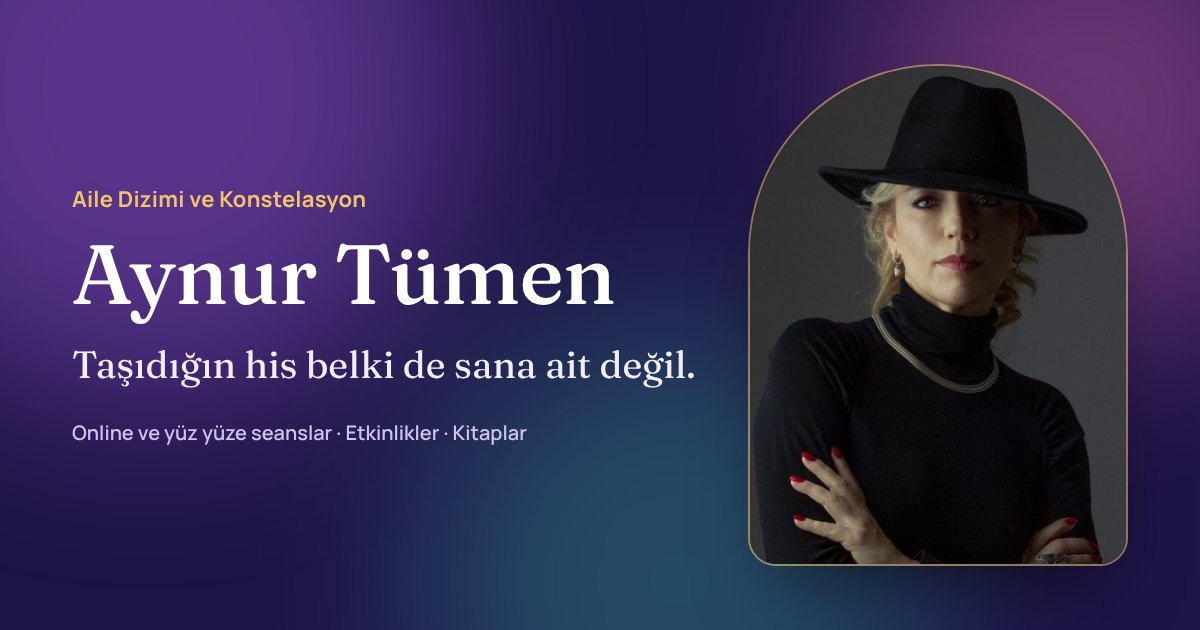 Aile Dizimi ve Konstelasyon
Aynur Tümen
Taşıdığın his belki de sana ait değil.
Online ve yüz yüze seanslar · Etkinlikler · Kitaplar